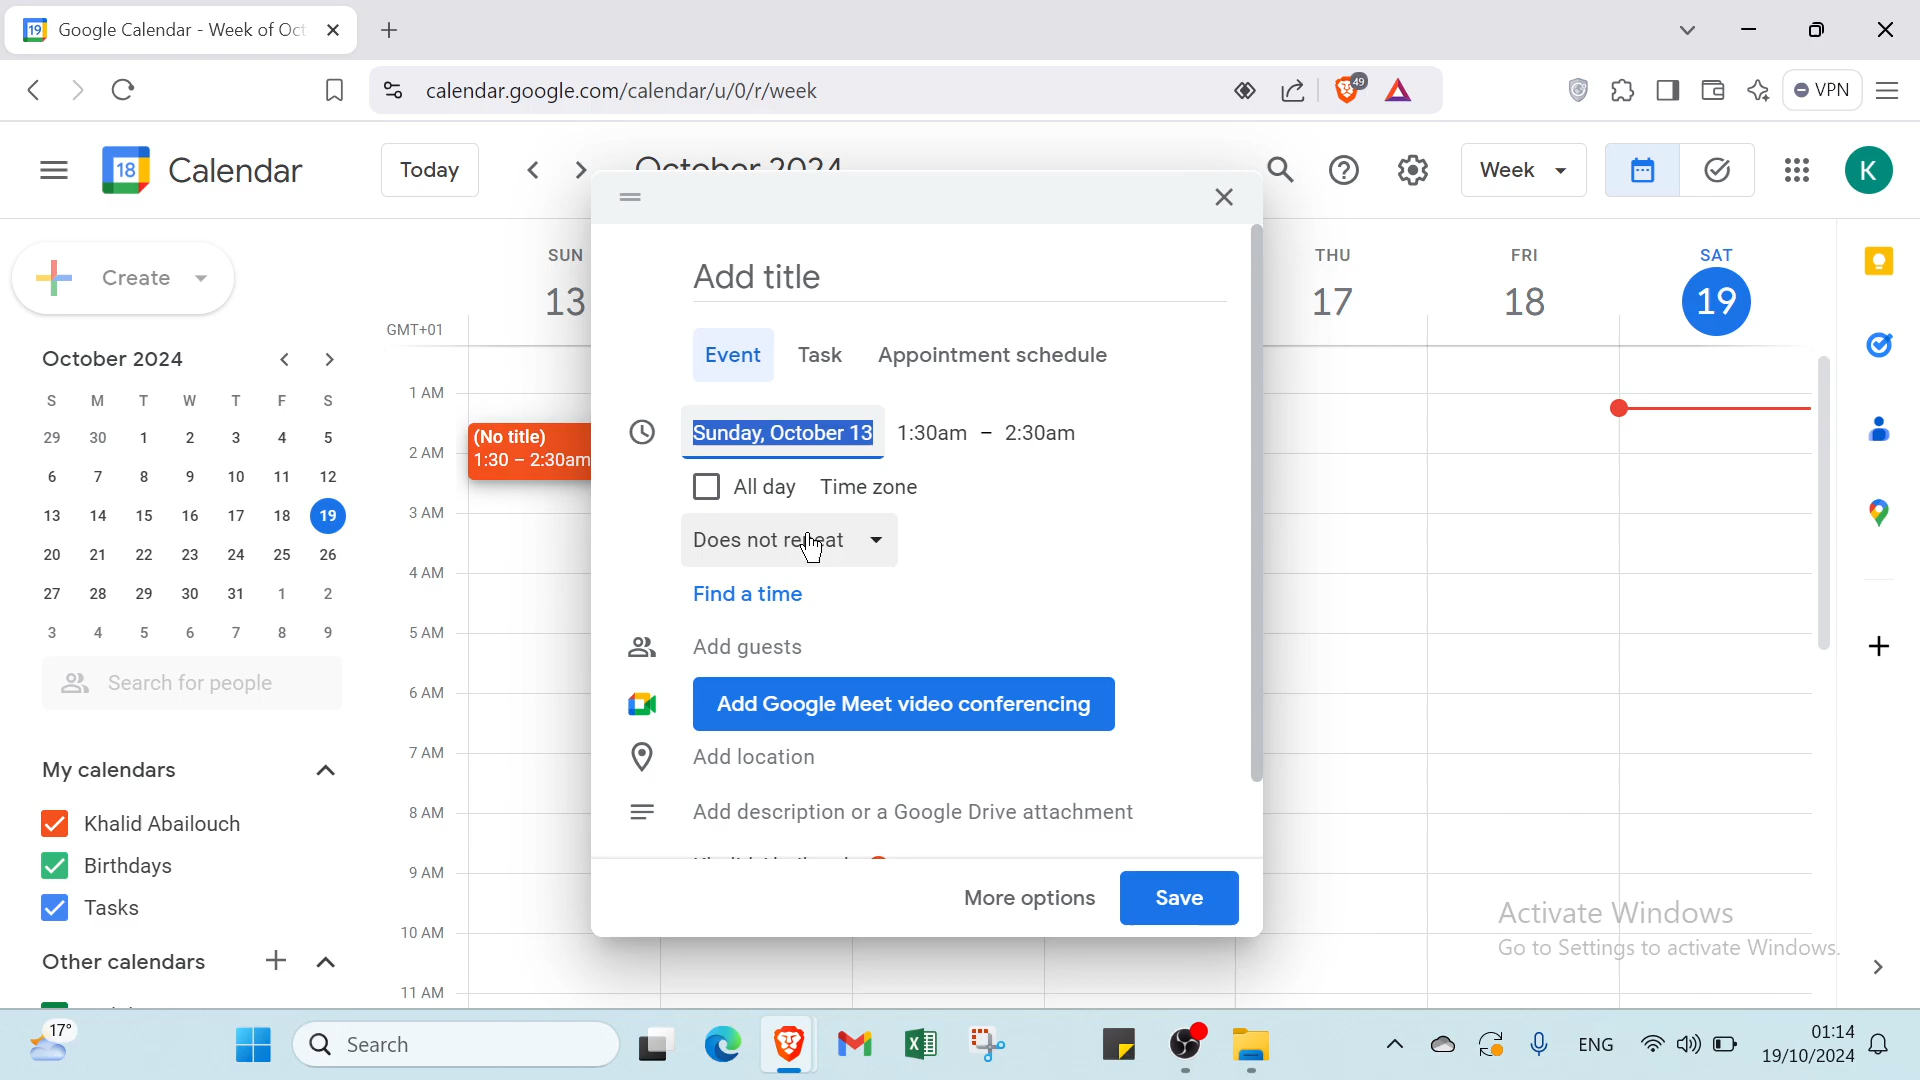 Google Calendar - Week of Oct
calendar.google.com/calendar/u/0/r/week
49
VPN
18 Calendar
Today
October 2024
Week
K
Create
SUN
13
THU
17
FRI
18
SAT
19
GMT+01
October 2024
S M T W T F S
29 30 1 2 3 4 5
6 7 8 9 10 11 12
13 14 15 16 17 18 19
20 21 22 23 24 25 26
27 28 29 30 31 1 2
3 4 5 6 7 8 9
Search for people
My calendars
Khalid Abailouch
Birthdays
Tasks
Other calendars
1 AM
2 AM
3 AM
4 AM
5 AM
6 AM
7 AM
8 AM
9 AM
10 AM
11 AM
(No title)
1:30 – 2:30am
Add title
Event Task Appointment schedule
Sunday, October 13 1:30am – 2:30am
All day Time zone
Does not repeat
Find a time
Add guests
Add Google Meet video conferencing
Add location
Add description or a Google Drive attachment
More options Save
Activate Windows
Go to Settings to activate Windows.
17°
Search
ENG
01:14
19/10/2024